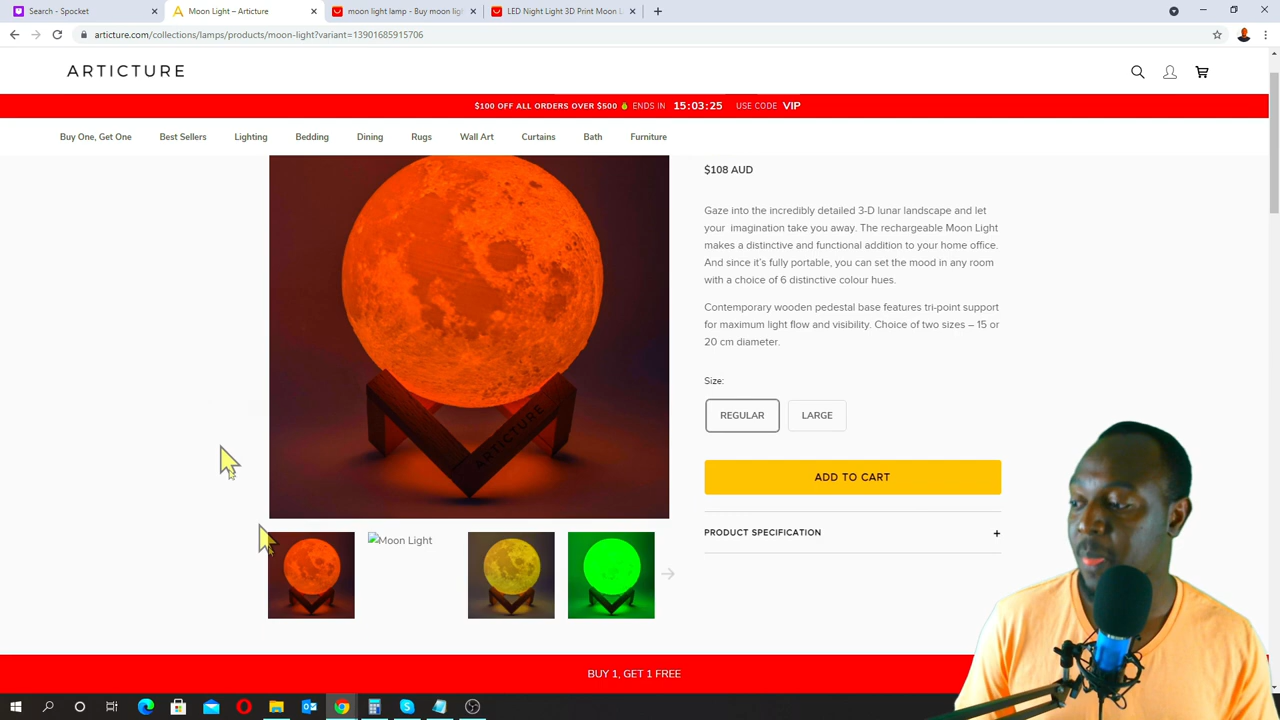 Search - Spocket
Moon Light – Articture
moon light lamp - Buy moon lig
LED Night Light 3D Print Moon L
articture.com/collections/lamps/products/moon-light?variant=13901685915706
ARTICTURE
$100 OFF ALL ORDERS OVER $500 ENDS IN 15:03:25 USE CODE VIP
Buy One, Get One Best Sellers Lighting Bedding Dining Rugs Wall Art Curtains Bath Furniture
$108 AUD
Gaze into the incredibly detailed 3-D lunar landscape and let
your imagination take you away. The rechargeable Moon Light
makes a distinctive and functional addition to your home office.
And since it's fully portable, you can set the mood in any room
with a choice of 6 distinctive colour hues.
Contemporary wooden pedestal base features tri-point support
for maximum light flow and visibility. Choice of two sizes – 15 or
20 cm diameter.
Size:
REGULAR LARGE
ARTICTURE
ADD TO CART
PRODUCT SPECIFICATION +
Moon Light
BUY 1, GET 1 FREE